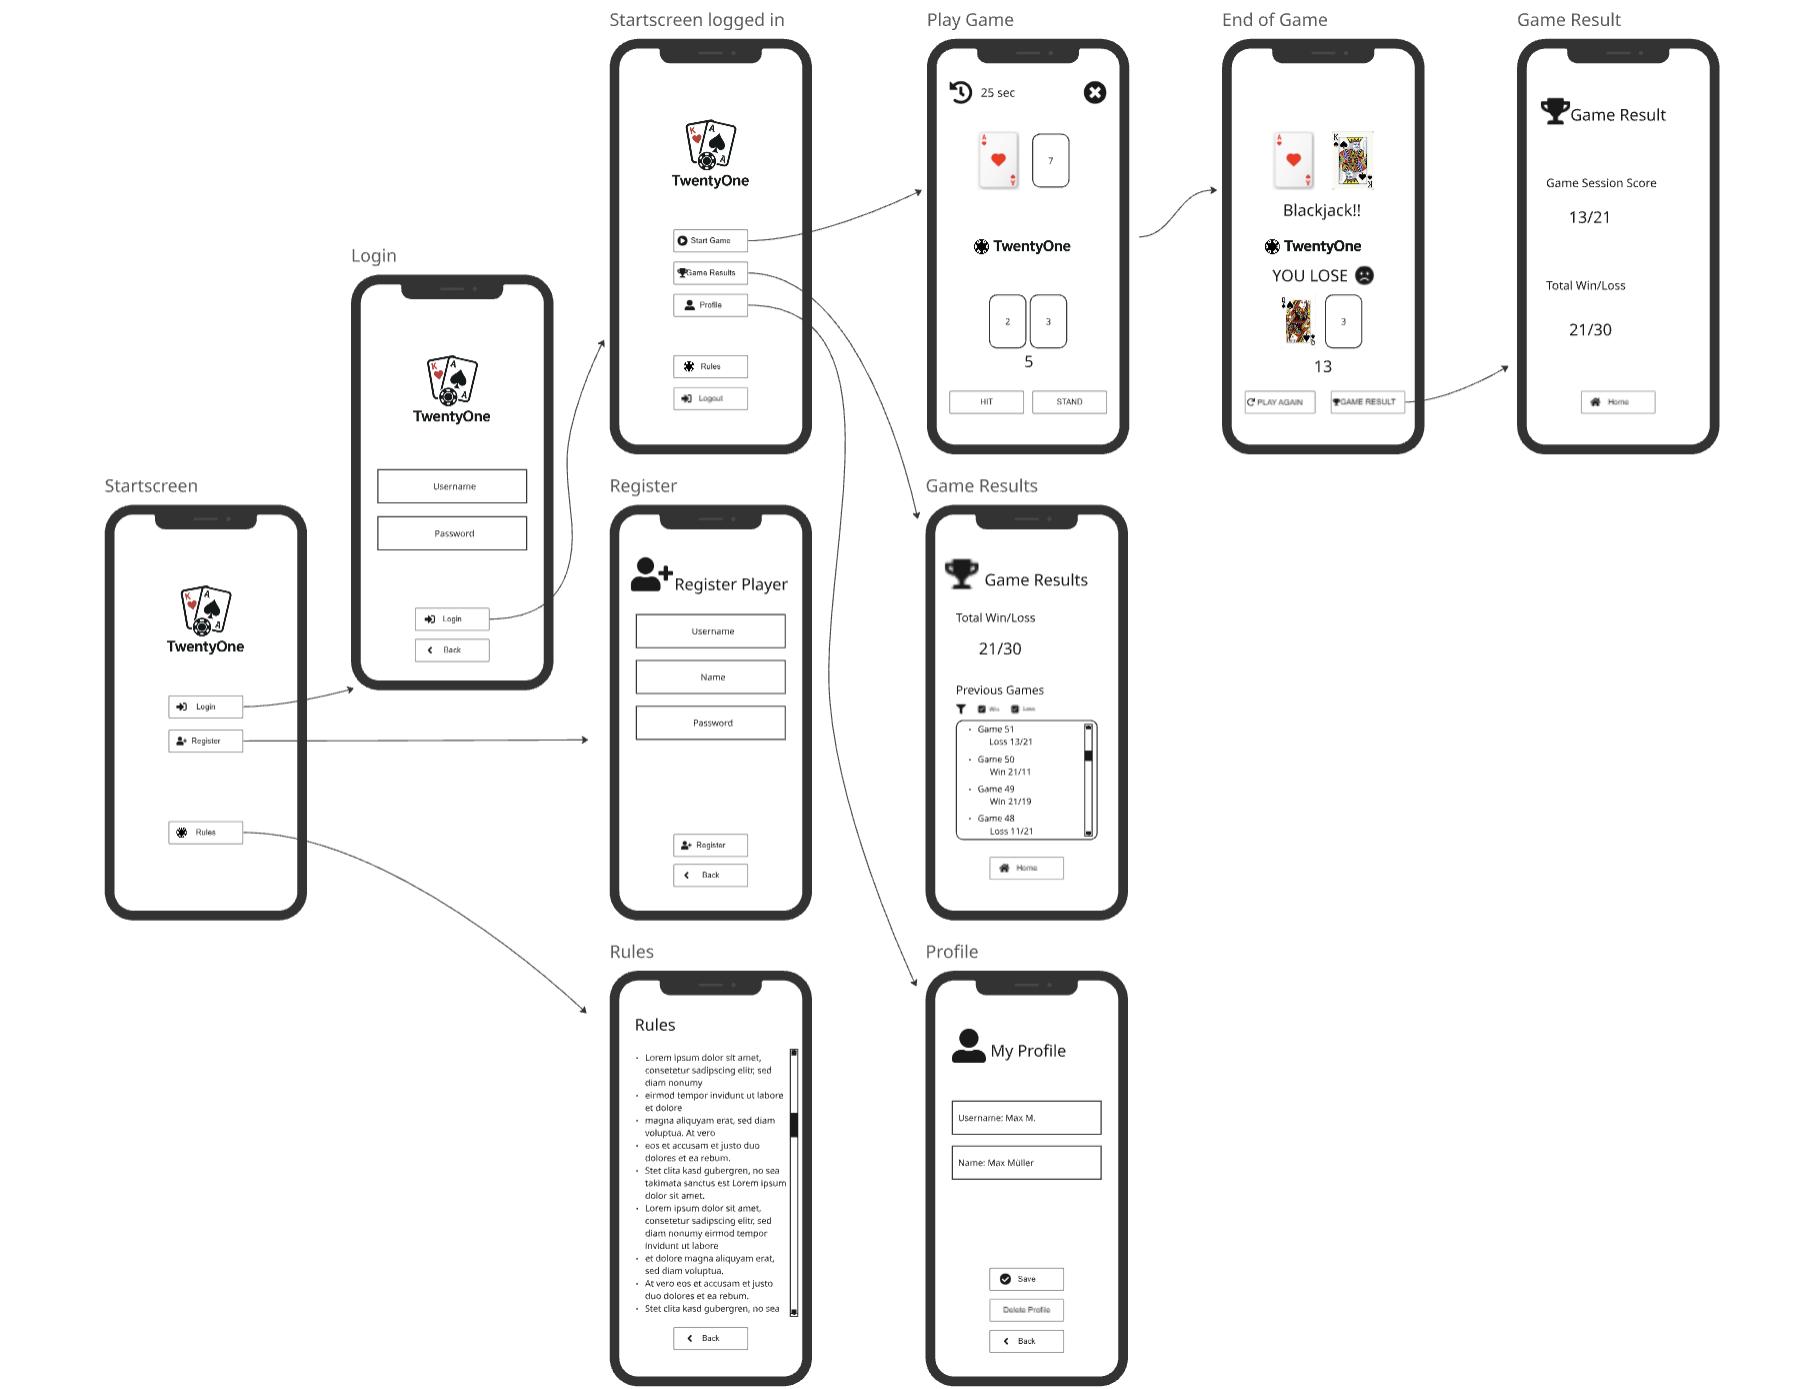 Startscreen logged in
TwentyOne
Start Game
Game Results
Profile
Rules
Logout
Play Game
25 sec
A
A
7
TwentyOne
2
3
5
HIT
STAND
End of Game
A
A
K
K
Blackjack!!
TwentyOne
YOU LOSE
Q
Q
3
13
PLAY AGAIN
GAME RESULT
Game Result
Game Result
Game Session Score
13/21
Total Win/Loss
21/30
Home
Login
K
A
A
TwentyOne
Username
Password
Login
Back
Startscreen
K
A
A
TwentyOne
Login
Register
Rules
Register
Register Player
Username
Name
Password
Register
Back
Game Results
Game Results
Total Win/Loss
21/30
Previous Games
Win
Loss
• Game 51
Loss 13/21
• Game 50
Win 21/11
• Game 49
Win 21/19
• Game 48
Loss 11/21
Home
Rules
Rules
• Lorem ipsum dolor sit amet,
consetetur sadipscing elitr, sed
diam nonumy
• eirmod tempor invidunt ut labore
et dolore
• magna aliquyam erat, sed diam
voluptua. At vero
• eos et accusam et justo duo
dolores et ea rebum.
• Stet clita kasd gubergren, no sea
takimata sanctus est Lorem ipsum
dolor sit amet.
• Lorem ipsum dolor sit amet,
consetetur sadipscing elitr, sed
diam nonumy eirmod tempor
invidunt ut labore
• et dolore magna aliquyam erat,
sed diam voluptua.
• At vero eos et accusam et justo
duo dolores et ea rebum.
• Stet clita kasd gubergren, no sea
Back
Profile
My Profile
Username: Max M.
Name: Max Müller
Save
Delete Profile
Back